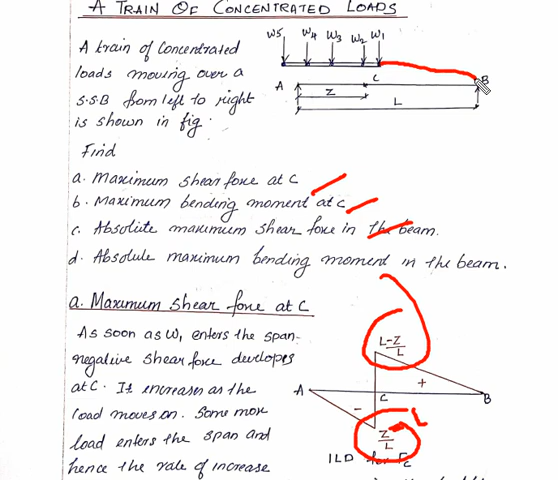 A TRAIN OF CONCENTRATED LOADS
A train of Concentrated
loads moving over a
S.S.B from left to right
is shown in fig.
W5 W4 W3 W2 W1
A C B
Z
L
Find
a. Maximum shear force at C
b. Maximum bending moment at C
c. Absolute maximum shear force in the beam.
d. Absolute maximum bending moment in the beam.
a. Maximum shear force at C
As soon as W1 enters the span
negative shear force developes
at C. It increases as the
load moves on. Some more
load enters the span and
hence the rate of increase
L-Z/L
+
A C B
-
Z/L
L
ILD for Fc